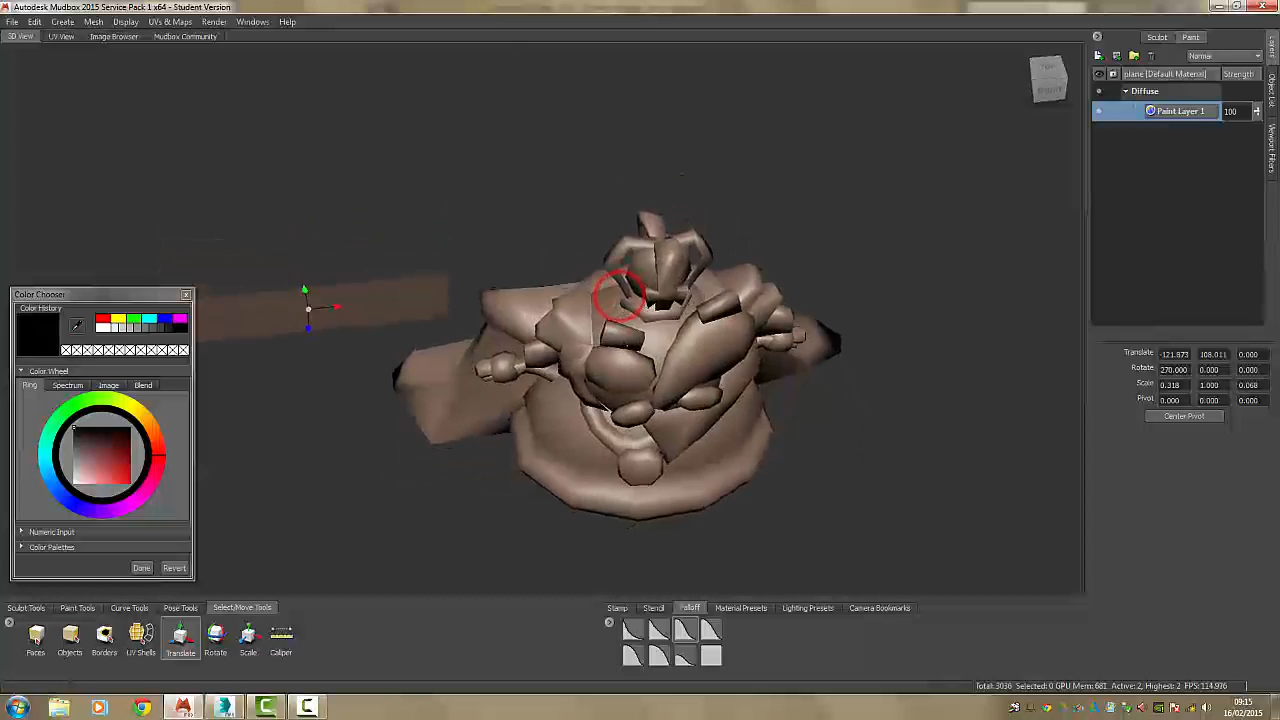 Autodesk Mudbox 2015 Service Pack 1 x64 - Student Version
File Edit Create Mesh Display UVs & Maps Render Windows Help
3D View UV View Image Browser Mudbox Community
Sculpt Paint
Normal
plane [Default Material] Strength
Diffuse
Paint Layer 1 100
Layers
Object List
Viewport Filters
TOP
Color Chooser
Color History
Color Wheel
Ring Spectrum Image Blend
Numeric Input
Color Palettes
Done Revert
Translate -121.873 108.011 0.000
Rotate 270.000 0.000 0.000
Scale 0.318 1.000 0.068
Pivot 0.000 0.000 0.000
Center Pivot
Sculpt Tools Paint Tools Curve Tools Pose Tools Select/Move Tools
Faces Objects Borders UV Shells Translate Rotate Scale Caliper
Stamp Stencil Falloff Material Presets Lighting Presets Camera Bookmarks
Total: 3036 Selected: 0 GPU Mem: 681 Active: 2, Highest: 2 FPS: 114.976
09:15
16/02/2015